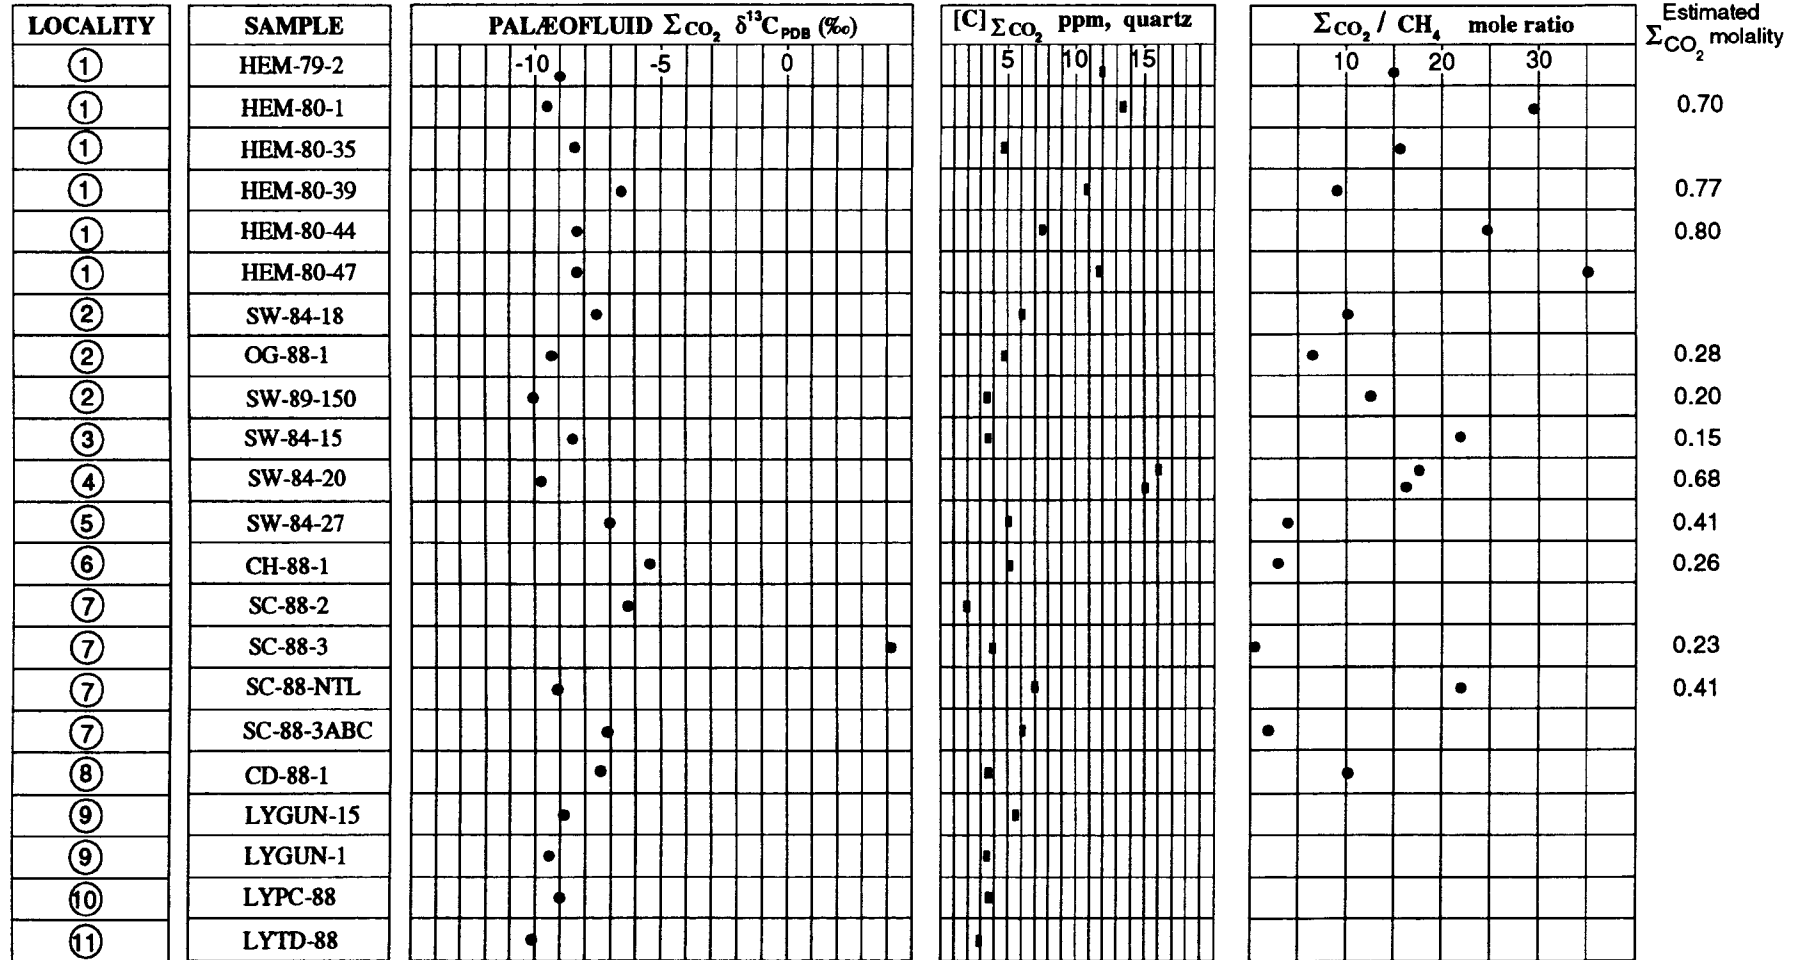 LOCALITY SAMPLE PALÆOFLUID ΣCO2 δ13CPDB (‰) [C]ΣCO2 ppm, quartz ΣCO2 / CH4 mole ratio Estimated ΣCO2 molality
-10 -5 0 5 10 15 10 20 30
1 HEM-79-2
1 HEM-80-1 0.70
1 HEM-80-35
1 HEM-80-39 0.77
1 HEM-80-44 0.80
1 HEM-80-47
2 SW-84-18
2 OG-88-1 0.28
2 SW-89-150 0.20
3 SW-84-15 0.15
4 SW-84-20 0.68
5 SW-84-27 0.41
6 CH-88-1 0.26
7 SC-88-2
7 SC-88-3 0.23
7 SC-88-NTL 0.41
7 SC-88-3ABC
8 CD-88-1
9 LYGUN-15
9 LYGUN-1
10 LYPC-88
11 LYTD-88